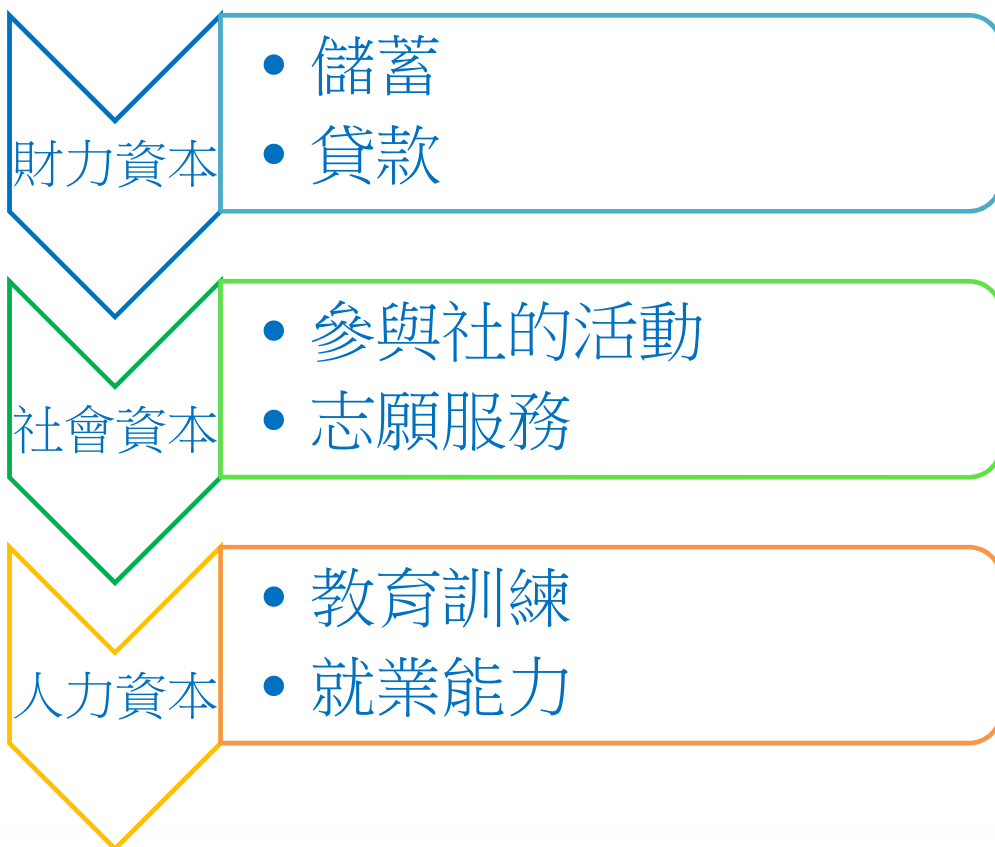 財力資本
• 儲蓄
• 貸款
社會資本
• 參與社的活動
• 志願服務
人力資本
• 教育訓練
• 就業能力